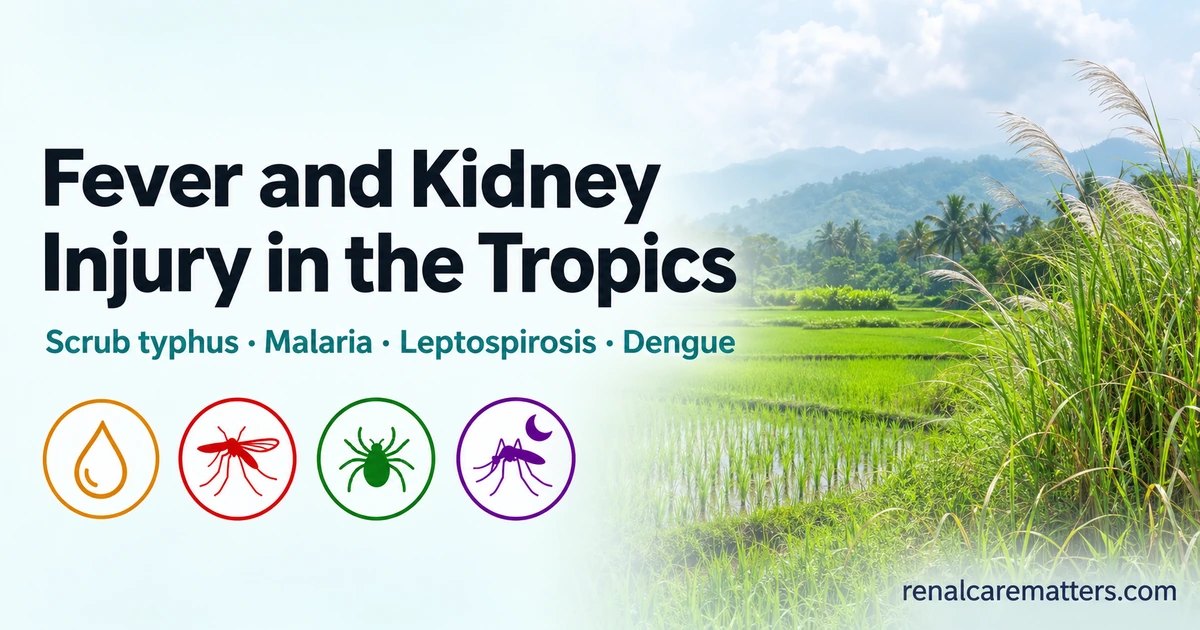 Fever and Kidney
Injury in the Tropics
Scrub typhus · Malaria · Leptospirosis · Dengue
renalcarematters.com